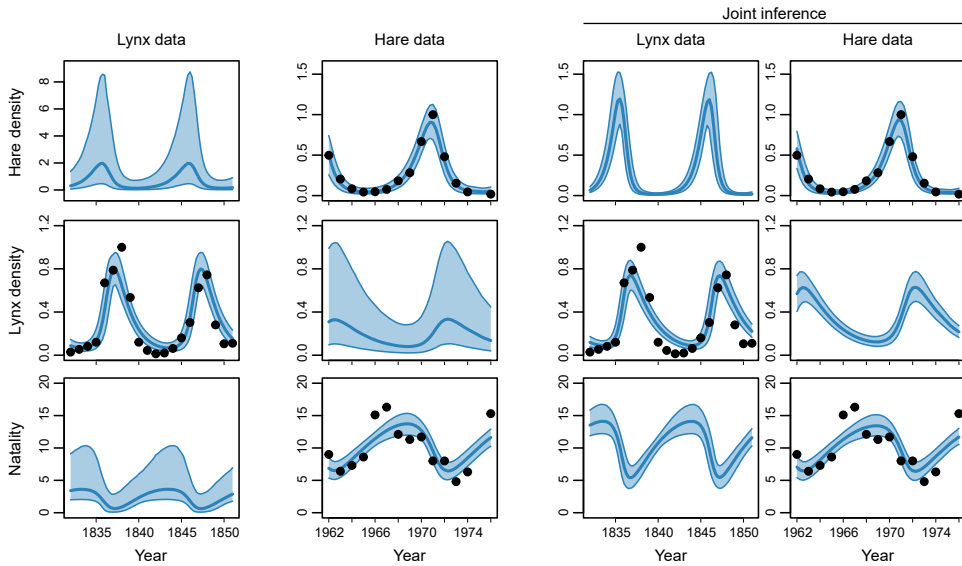 Joint inference
Lynx data Hare data Lynx data Hare data
Hare density
0 2 4 6 8
0.0 0.5 1.0 1.5
0.0 0.5 1.0 1.5
0.0 0.5 1.0 1.5
Lynx density
0.0 0.4 0.8 1.2
0.0 0.4 0.8 1.2
0.0 0.4 0.8 1.2
0.0 0.4 0.8 1.2
Natality
0 5 10 15 20
0 5 10 15 20
0 5 10 15 20
0 5 10 15 20
1835 1840 1845 1850
1962 1966 1970 1974
1835 1840 1845 1850
1962 1966 1970 1974
Year Year Year Year